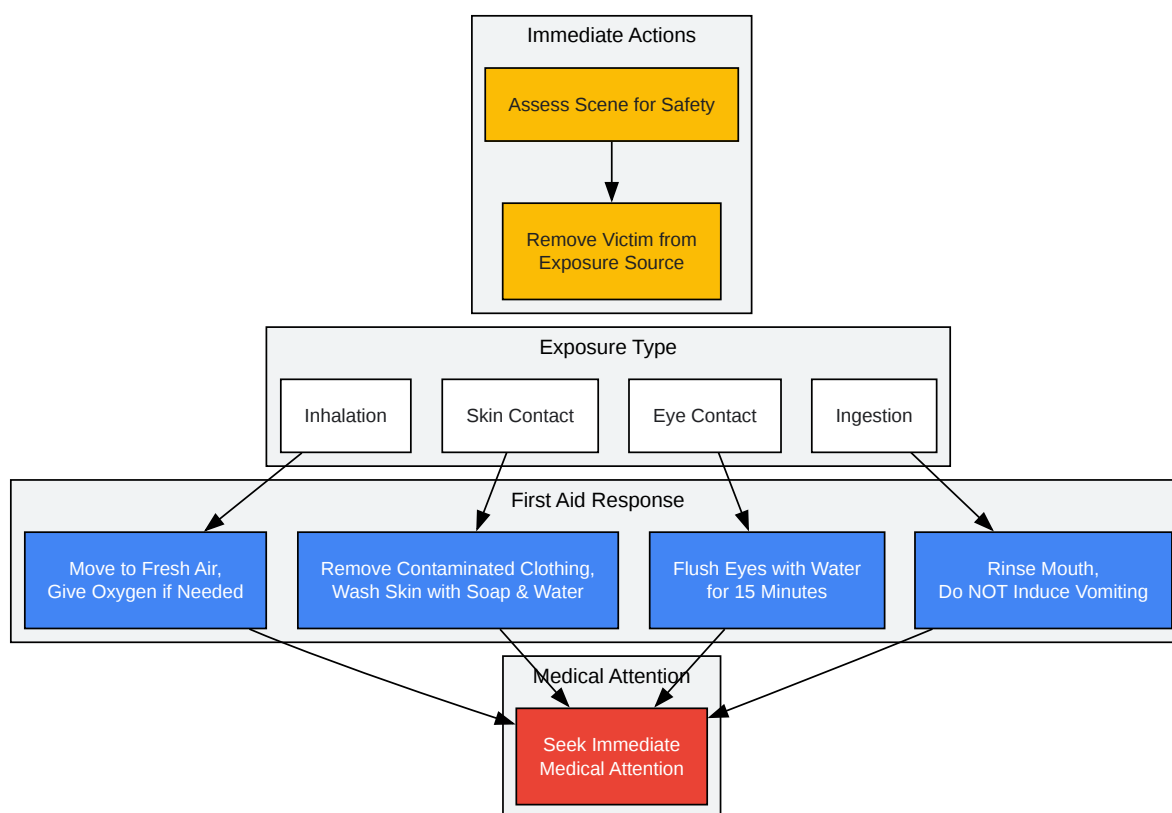 Immediate Actions
Assess Scene for Safety
Remove Victim from
Exposure Source
Exposure Type
Inhalation
Skin Contact
Eye Contact
Ingestion
First Aid Response
Move to Fresh Air,
Give Oxygen if Needed
Remove Contaminated Clothing,
Wash Skin with Soap & Water
Flush Eyes with Water
for 15 Minutes
Rinse Mouth,
Do NOT Induce Vomiting
Medical Attention
Seek Immediate
Medical Attention